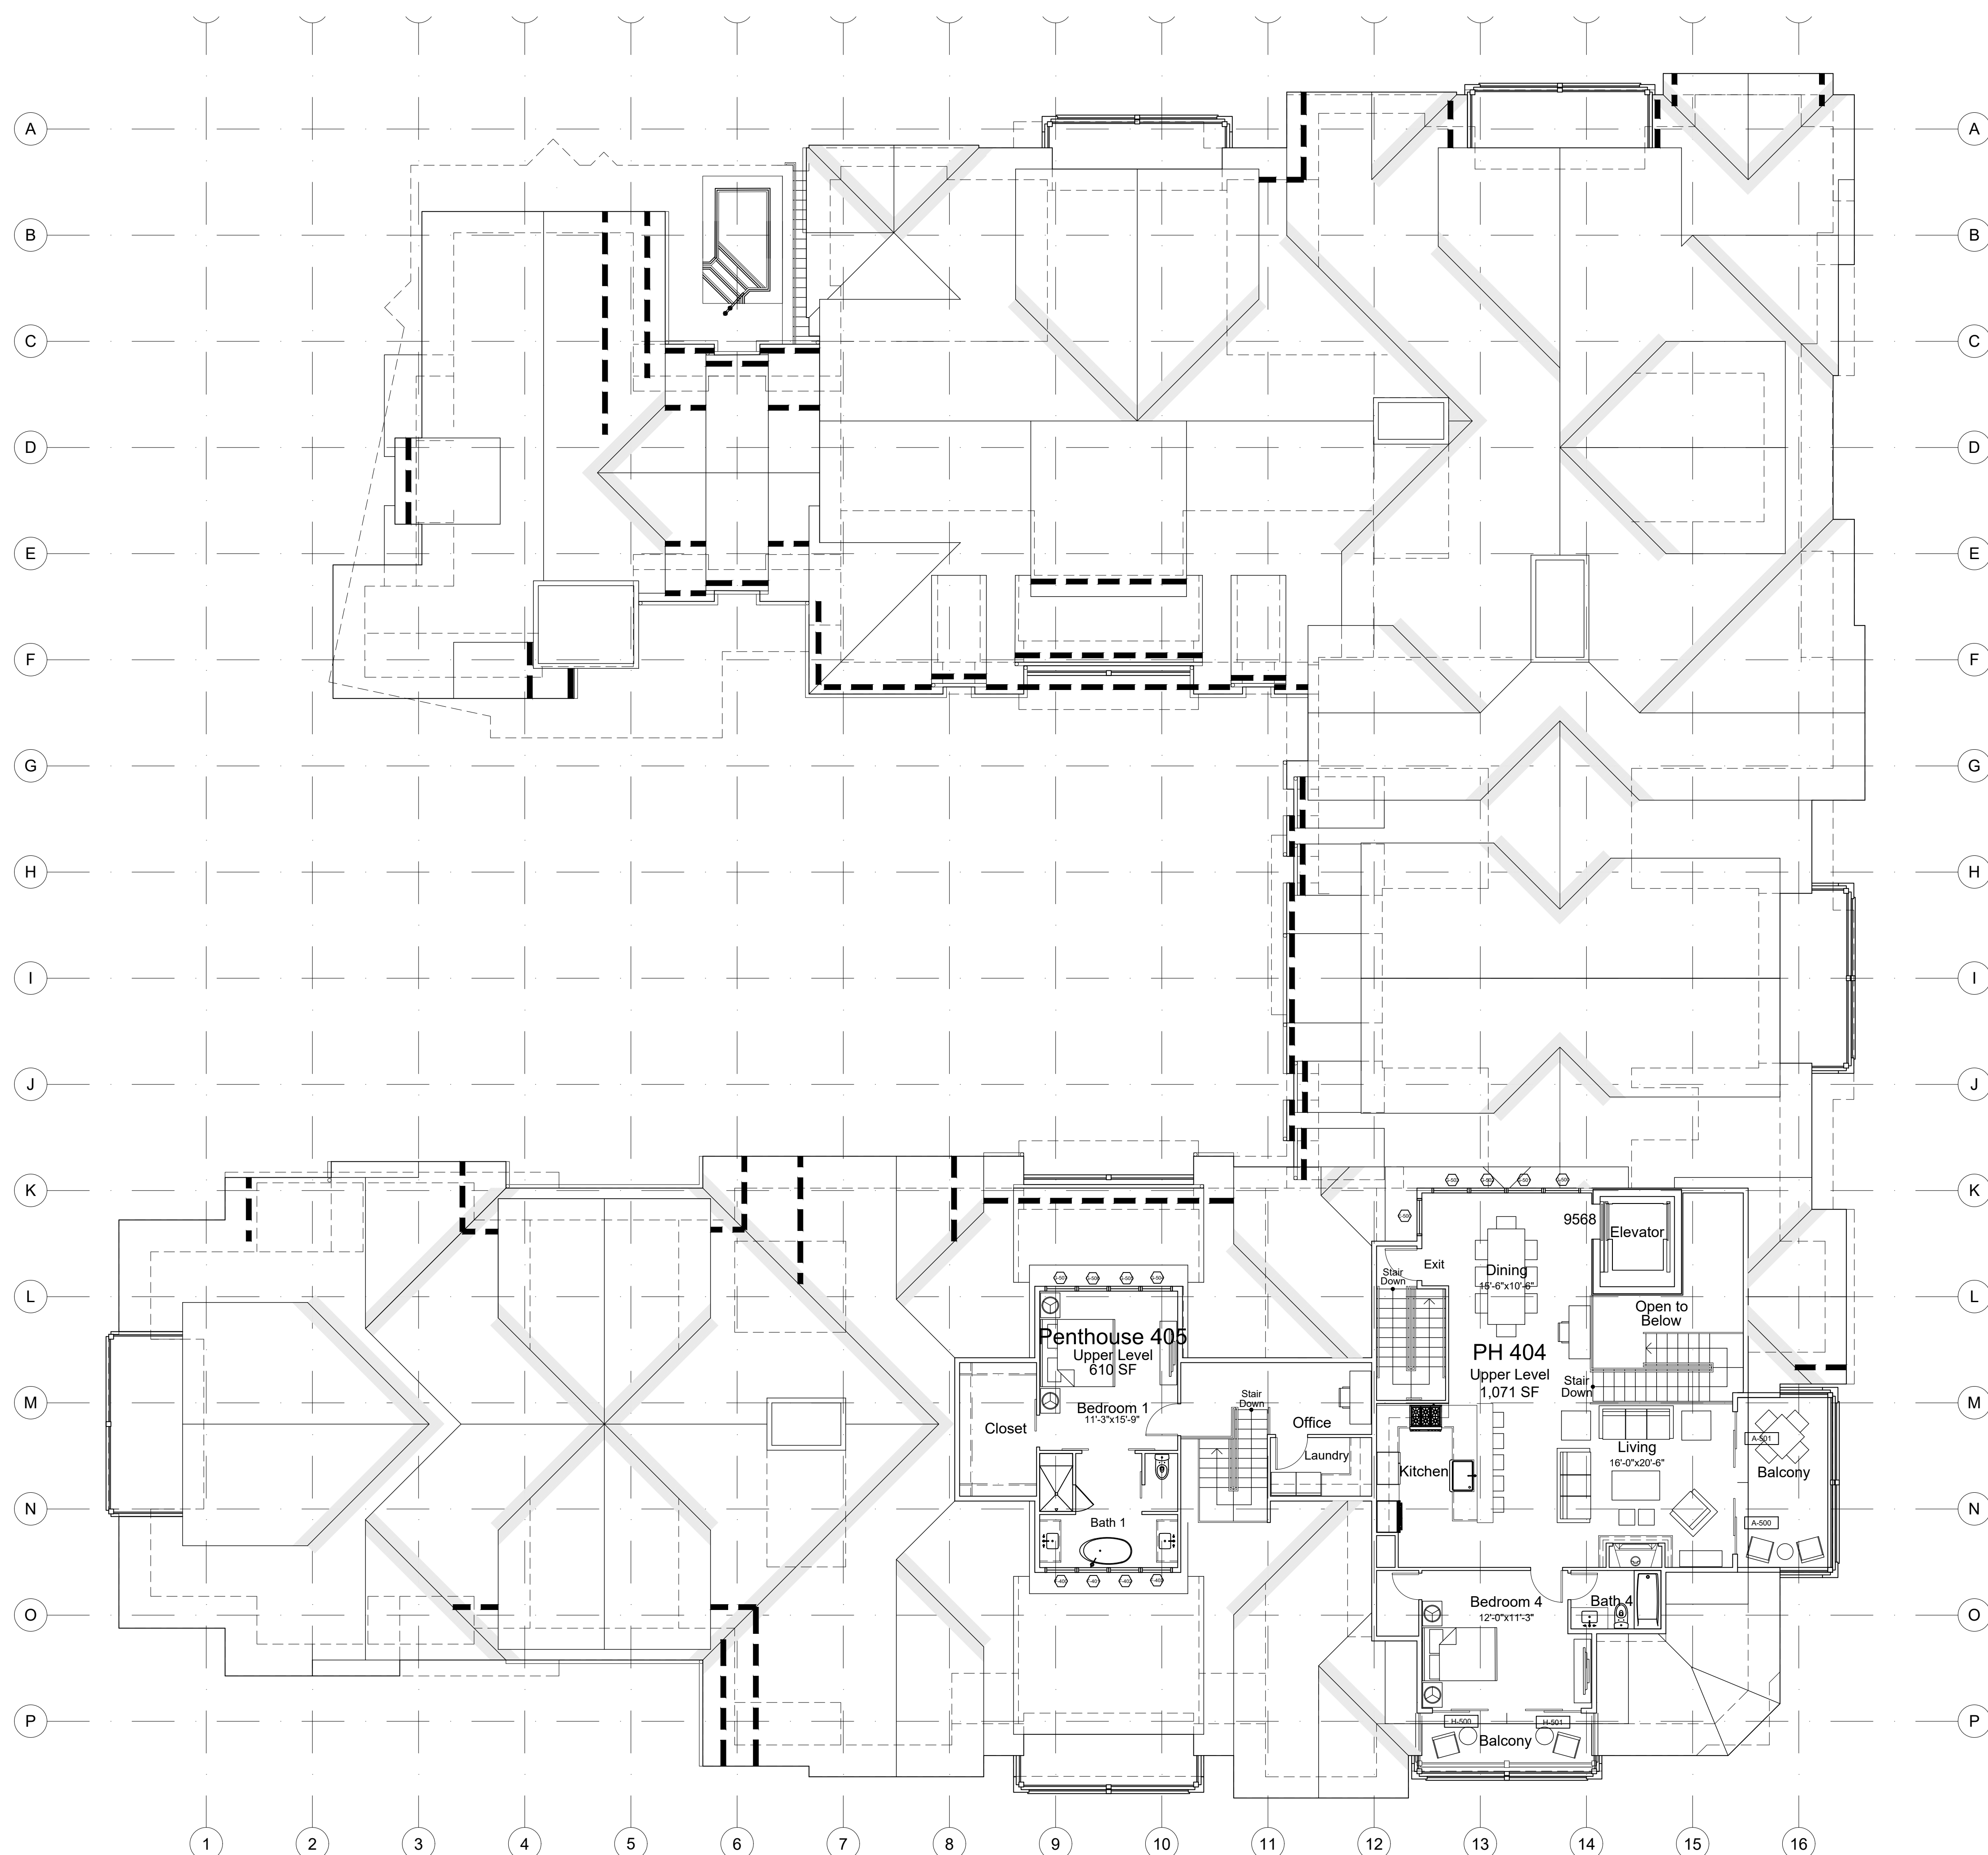 A
A
B
B
C
C
D
D
E
E
F
F
G
G
H
H
I
I
J
J
K
K
9568
Elevator
Exit
Stair
Down
Dining
15'-6"x10'-6"
L
L
Open to
Below
Penthouse 405
Upper Level
610 SF
PH 404
Upper Level
1,071 SF
Stair
Down
M
M
Bedroom 1
11'-3"x15'-9"
Closet
Stair
Down
Office
Laundry
Kitchen
Living
16'-0"x20'-6"
A-501
Balcony
N
N
A-500
Bath 1
Bedroom 4
12'-0"x11'-3"
Bath 4
O
O
P
P
H-500
H-501
Balcony
1
2
3
4
5
6
7
8
9
10
11
12
13
14
15
16